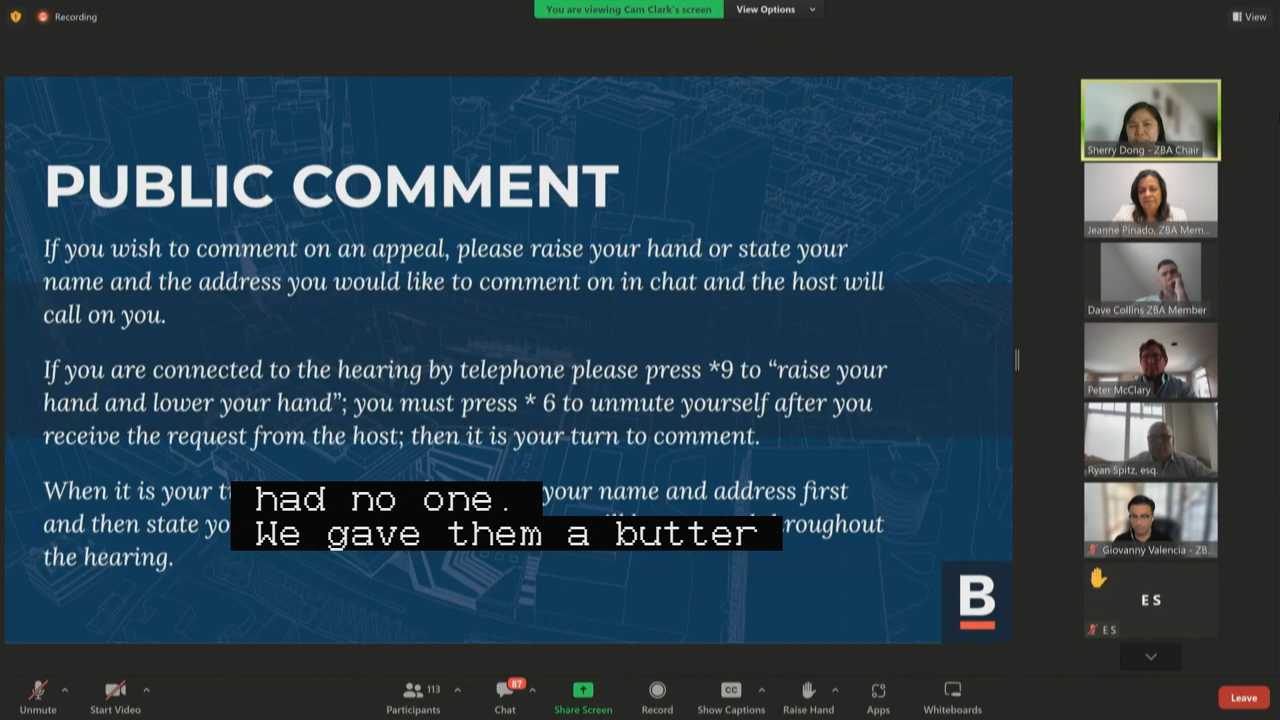 Recording
You are viewing Cam Clark's screen
View Options
View
PUBLIC COMMENT
If you wish to comment on an appeal, please raise your hand or state your
name and the address you would like to comment on in chat and the host will
call on you.
If you are connected to the hearing by telephone please press *9 to “raise your
hand and lower your hand”; you must press * 6 to unmute yourself after you
receive the request from the host; then it is your turn to comment.
When it is your your name and address first
and then state
the hearing.
had no one.
We gave them a butter
B
Sherry Dong - ZBA Chair
Jeanne Pinado, ZBA Mem...
Dave Collins ZBA Member
Peter McClary
Ryan Spitz, esq.
Giovanny Valencia - ZB...
E S
E S
Unmute
Start Video
113
Participants
87
Chat
Share Screen
Record
CC
Show Captions
Raise Hand
Apps
Whiteboards
Leave